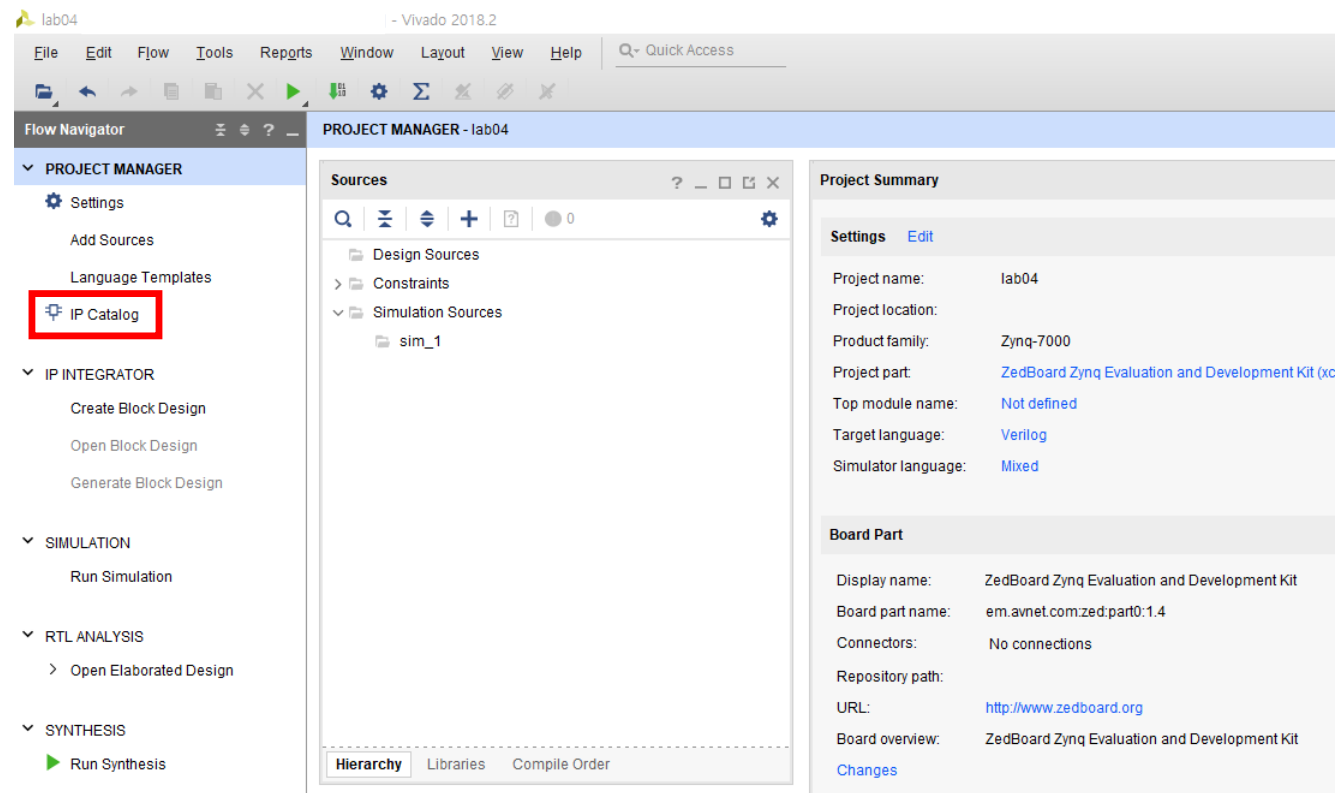 lab04 - Vivado 2018.2
File Edit Flow Tools Reports Window Layout View Help Quick Access
Flow Navigator ? PROJECT MANAGER - lab04
PROJECT MANAGER
Settings
Add Sources
Language Templates
IP Catalog
IP INTEGRATOR
Create Block Design
Open Block Design
Generate Block Design
SIMULATION
Run Simulation
RTL ANALYSIS
Open Elaborated Design
SYNTHESIS
Run Synthesis
Sources ?
0
Design Sources
Constraints
Simulation Sources
sim_1
Hierarchy Libraries Compile Order
Project Summary
Settings Edit
Project name: lab04
Project location:
Product family: Zynq-7000
Project part: ZedBoard Zynq Evaluation and Development Kit (xc
Top module name: Not defined
Target language: Verilog
Simulator language: Mixed
Board Part
Display name: ZedBoard Zynq Evaluation and Development Kit
Board part name: em.avnet.com:zed:part0:1.4
Connectors: No connections
Repository path:
URL: http://www.zedboard.org
Board overview: ZedBoard Zynq Evaluation and Development Kit
Changes